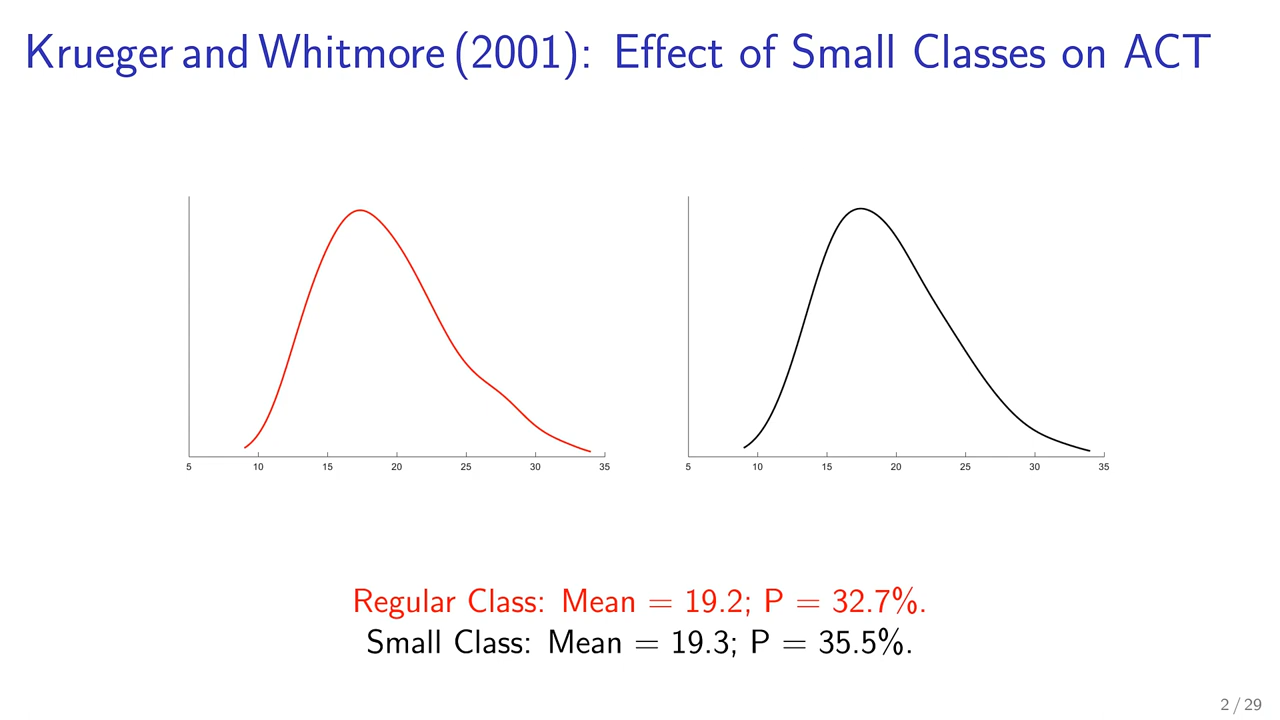 Krueger and Whitmore (2001): Effect of Small Classes on ACT
5 10 15 20 25 30 35
5 10 15 20 25 30 35
Regular Class: Mean = 19.2; P = 32.7%.
Small Class: Mean = 19.3; P = 35.5%.
2 / 29